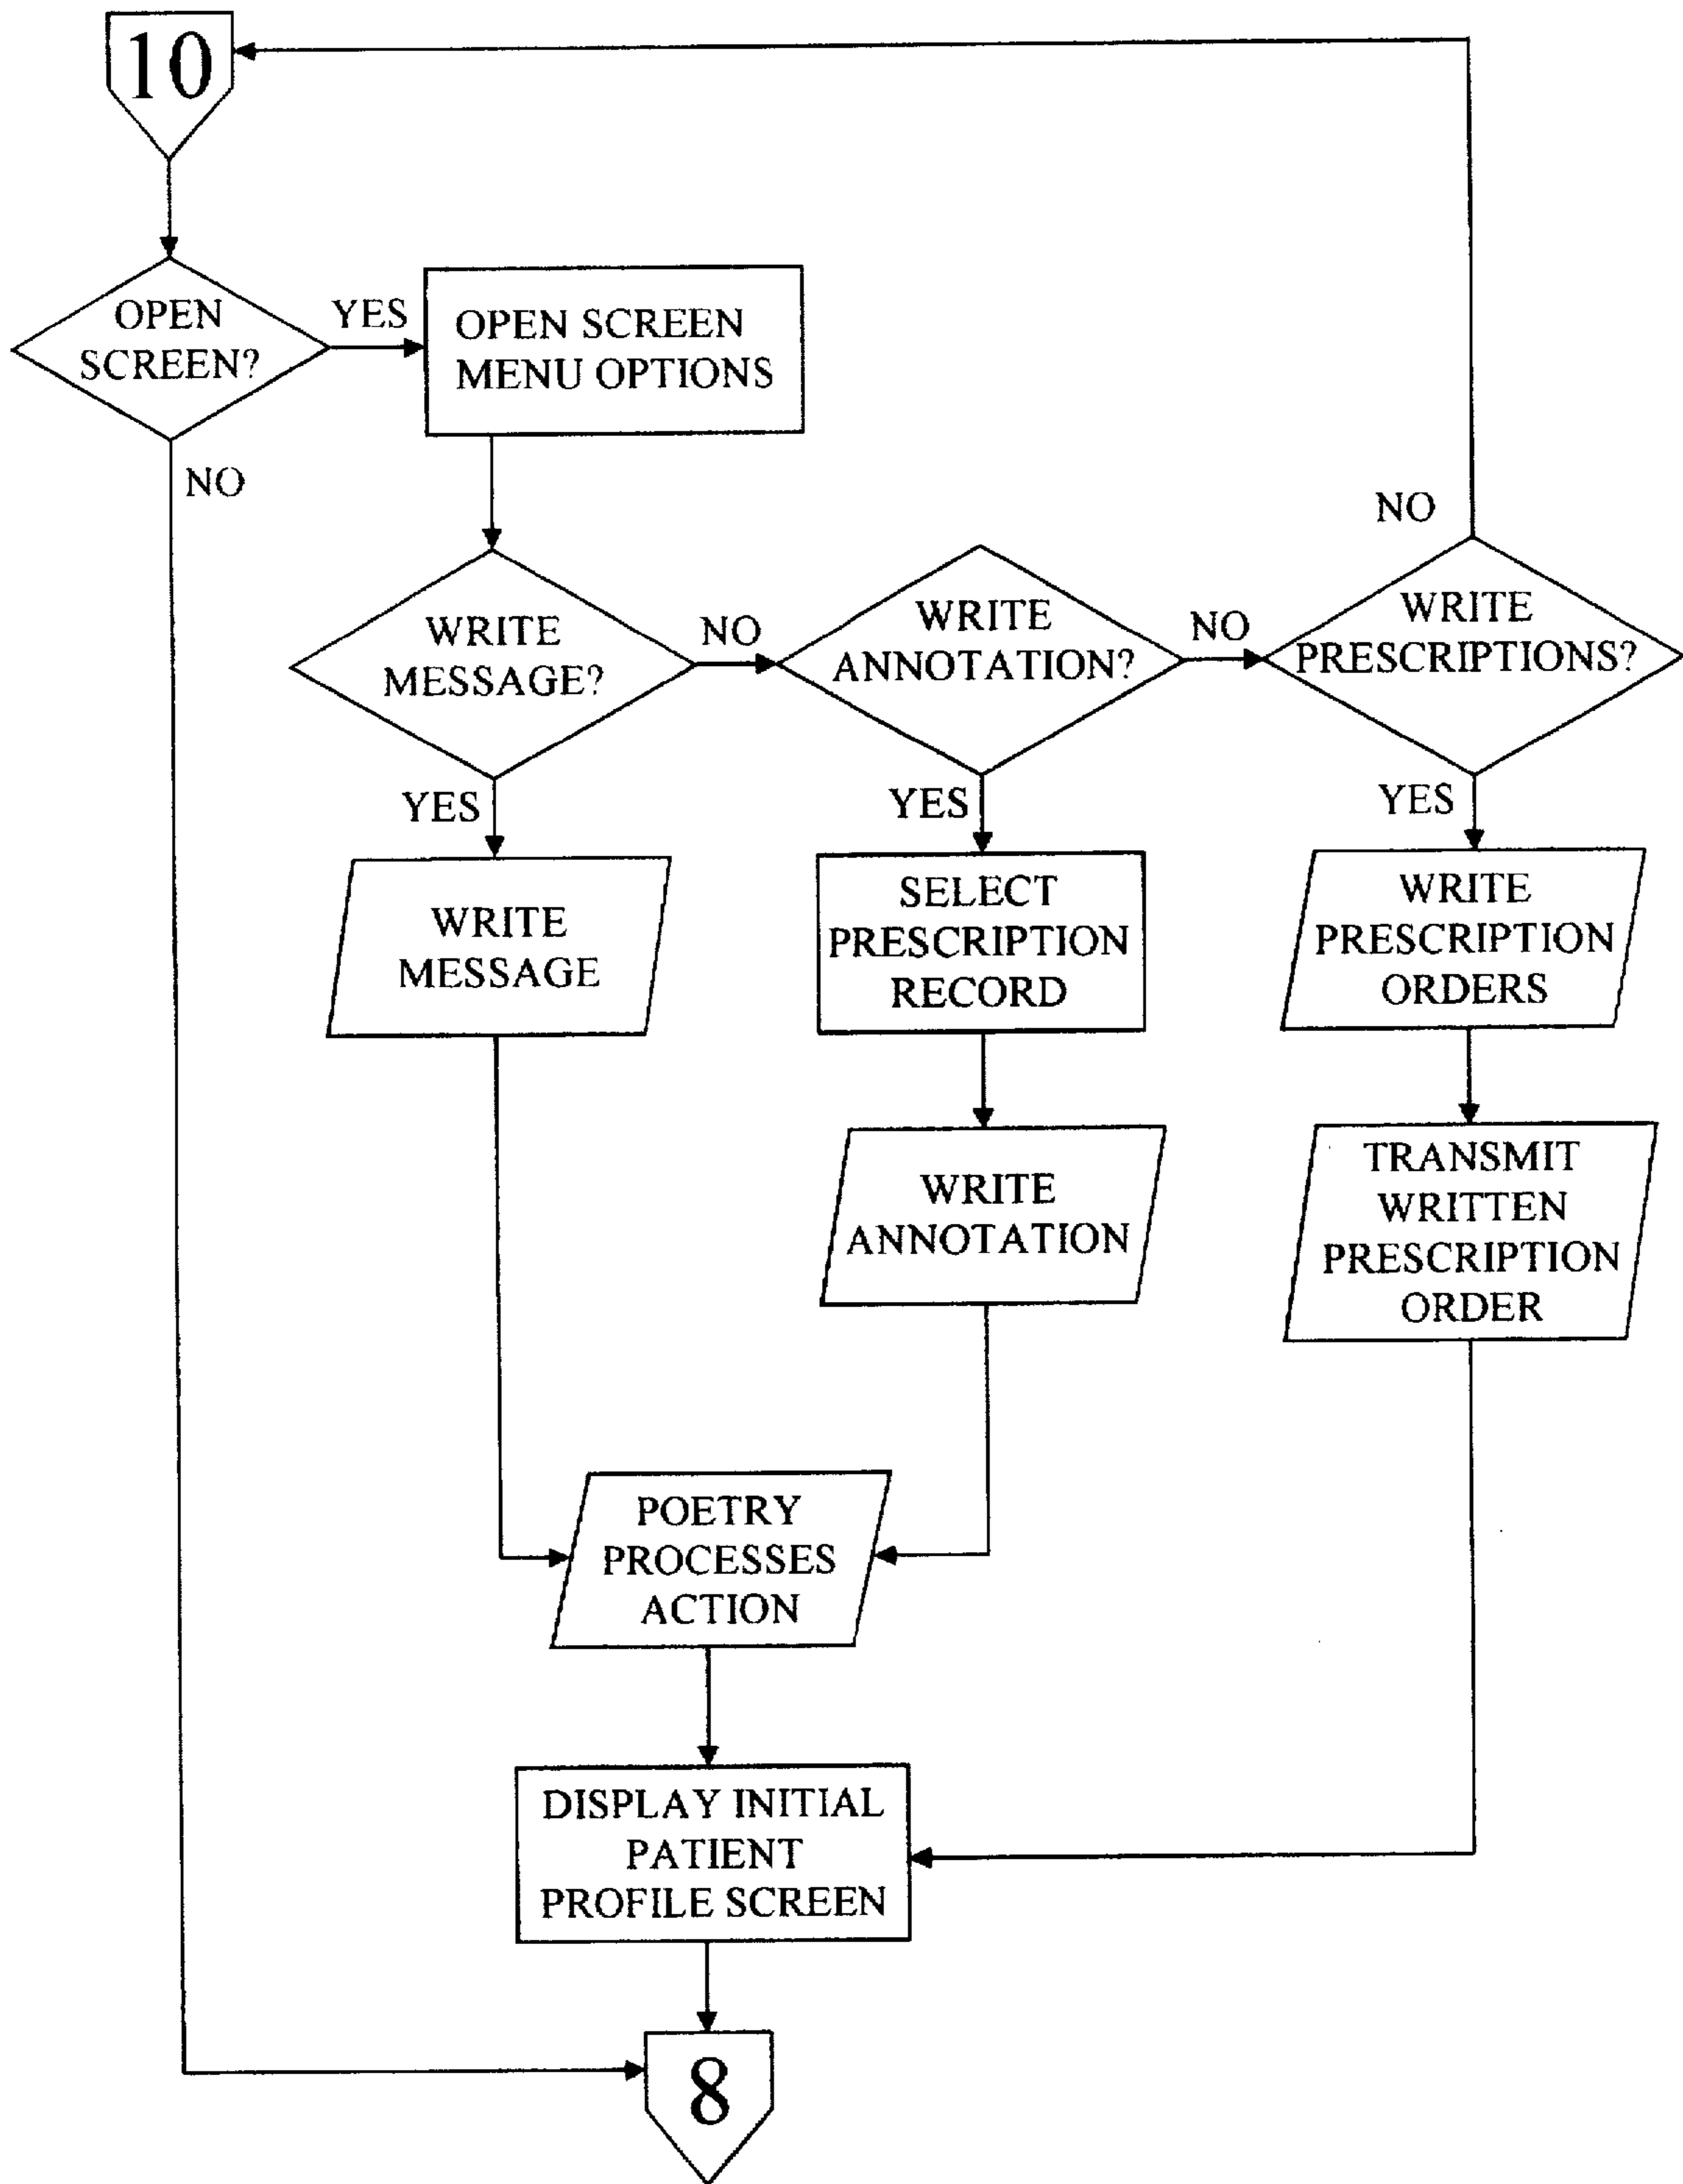 10
OPEN
SCREEN?
YES
OPEN SCREEN
MENU OPTIONS
NO
WRITE
MESSAGE?
NO
WRITE
ANNOTATION?
NO
WRITE
PRESCRIPTIONS?
NO
YES
YES
YES
WRITE
MESSAGE
SELECT
PRESCRIPTION
RECORD
WRITE
PRESCRIPTION
ORDERS
WRITE
ANNOTATION
TRANSMIT
WRITTEN
PRESCRIPTION
ORDER
POETRY
PROCESSES
ACTION
DISPLAY INITIAL
PATIENT
PROFILE SCREEN
8